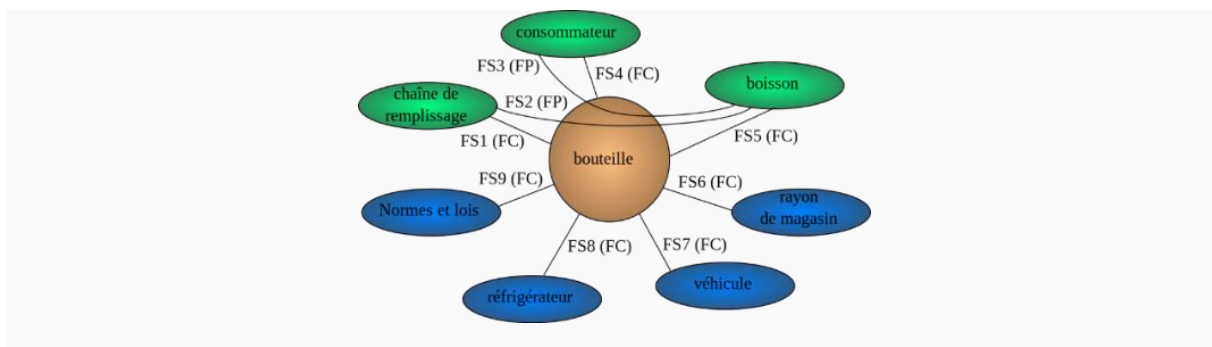 consommateur
FS3 (FP)
FS4 (FC)
boisson
chaîne de
remplissage
FS2 (FP)
FS1 (FC)
FS5 (FC)
bouteille
FS9 (FC)
FS6 (FC)
Normes et lois
rayon
de magasin
FS8 (FC)
FS7 (FC)
réfrigérateur
véhicule